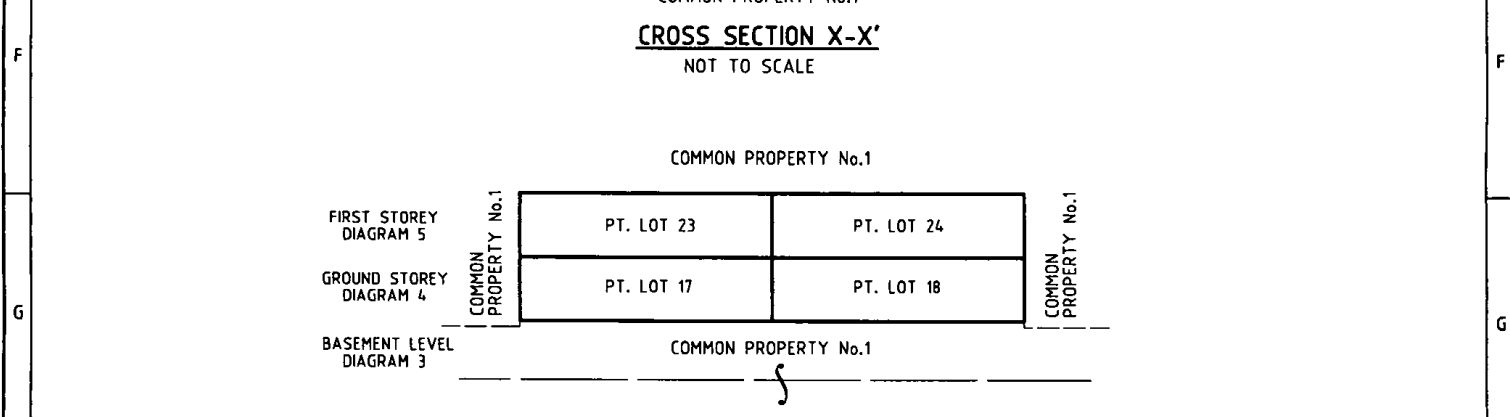 CROSS SECTION X-X'
NOT TO SCALE
F
F
COMMON PROPERTY No.1
FIRST STOREY
DIAGRAM 5
COMMON
PROPERTY No.1
PT. LOT 23
PT. LOT 24
COMMON
PROPERTY No.1
GROUND STOREY
DIAGRAM 4
PT. LOT 17
PT. LOT 18
G
G
BASEMENT LEVEL
DIAGRAM 3
COMMON PROPERTY No.1